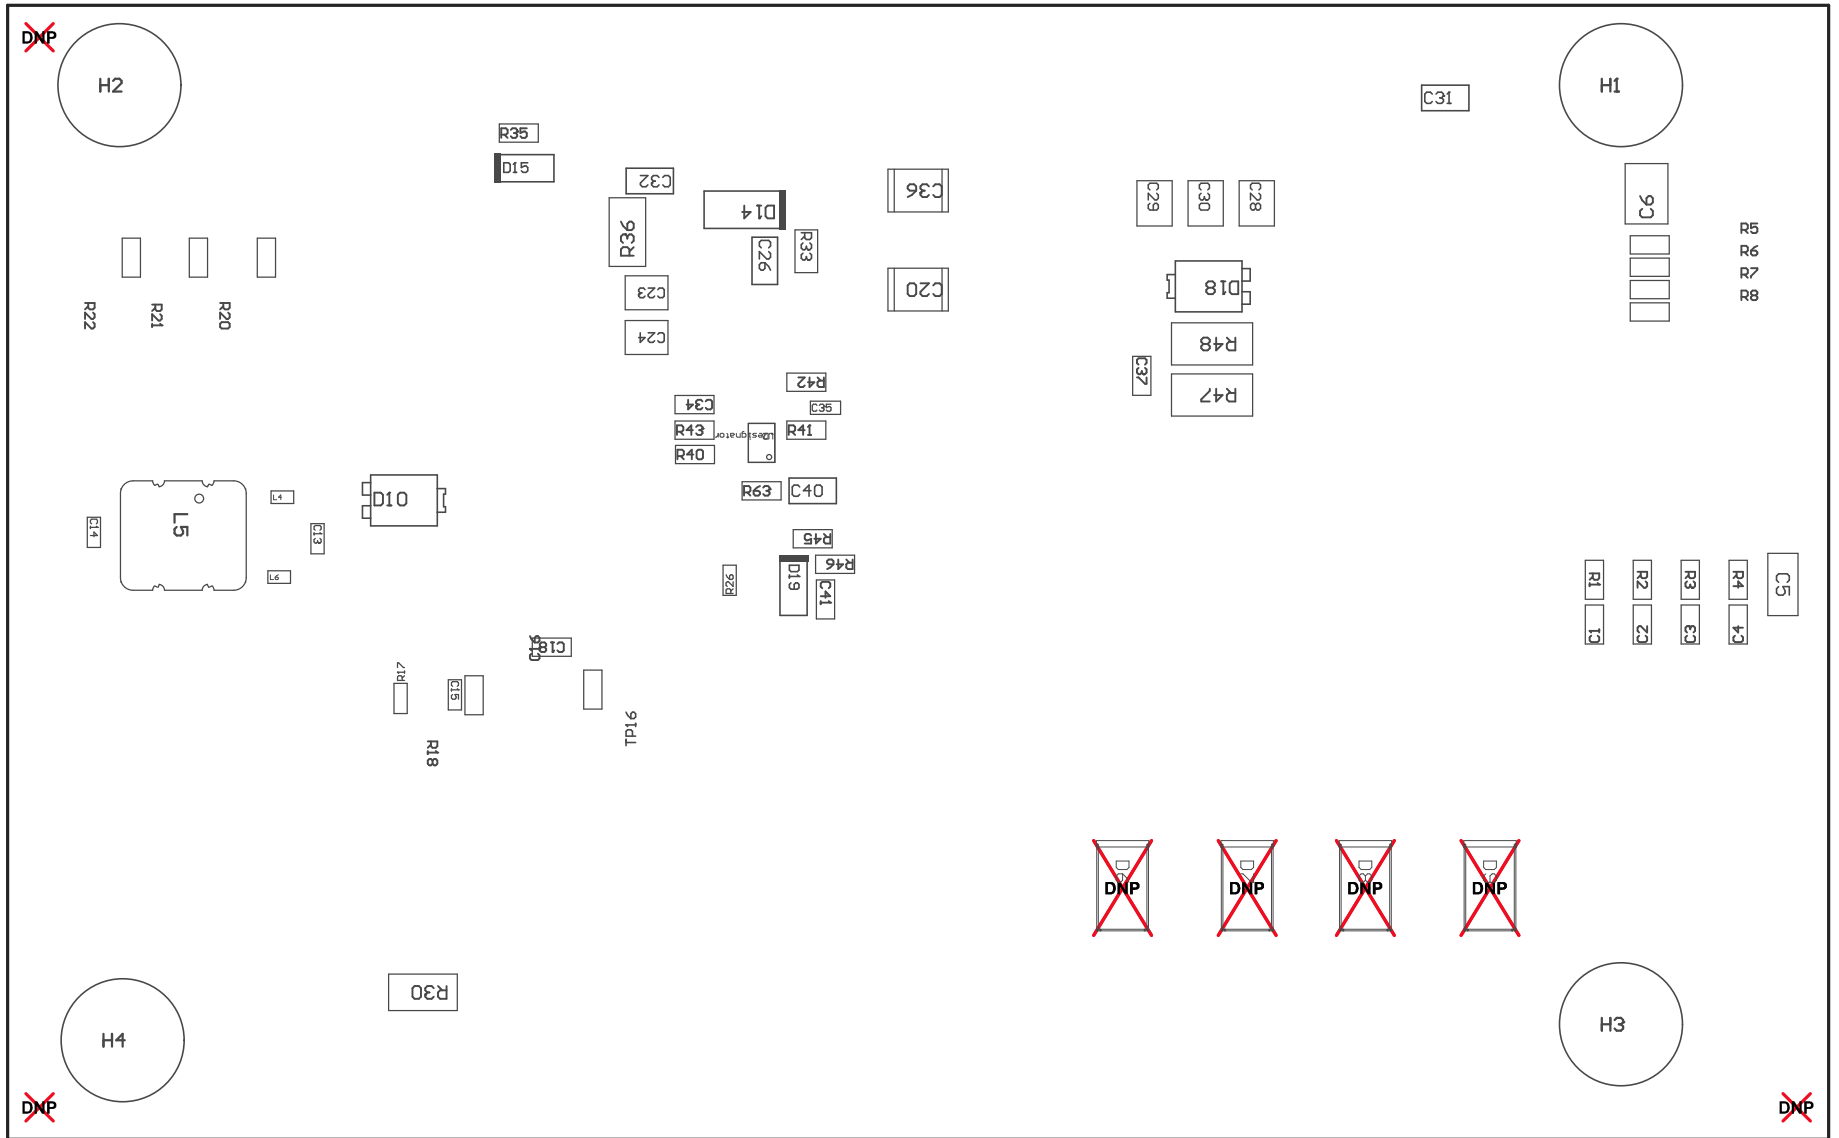 DNP
H2
H1
C31
R35
D15
C32
D14
C36
C29
C30
C28
C6
R36
C26
R33
R5
R6
R7
R8
C23
C20
D18
R22
R21
R20
C24
R48
C37
R47
R42
C34
C35
R43
Designator
R41
R40
D10
L4
R63
C40
L5
C14
C13
R45
R46
L6
R26
D19
C41
R1
R2
R3
R4
C5
C1
C2
C3
C4
C16
C18
R17
C15
TP16
R18
DNP
DNP
DNP
DNP
R30
H4
H3
DNP
DNP